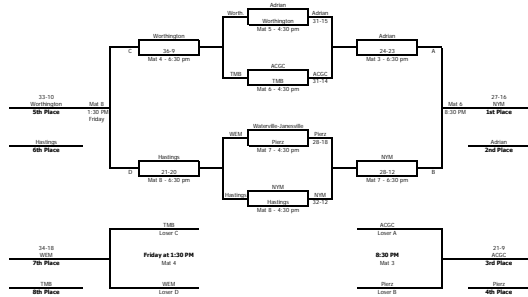 Adrian
Worth
Worthington
Adrian
31-15
Mat 5 - 4:30 pm
Worthington
C
36-9
Mat 4 - 6:30 pm
Adrian
24-23
A
Mat 3 - 6:30 pm
ACGC
TMB
TMB
ACGC
31-14
Mat 6 - 4:30 pm
33-10
Worthington
5th Place
Mat 8
1:30 PM
Friday
27-16
Mat 6
NYM
8:30 PM
1st Place
Hastings
6th Place
Adrian
2nd Place
Waterville-Janesville
WEM
Pierz
Pierz
28-18
Mat 7 - 4:30 pm
Hastings
D
21-20
Mat 8 - 6:30 pm
NYM
28-12
B
Mat 7 - 6:30 pm
NYM
Hastings
Hastings
NYM
32-12
Mat 8 - 4:30 pm
TMB
Loser C
ACGC
Loser A
34-18
WEM
7th Place
Friday at 1:30 PM
Mat 4
8:30 PM
Mat 3
21-9
ACGC
3rd Place
TMB
8th Place
WEM
Loser D
Pierz
Loser B
Pierz
4th Place